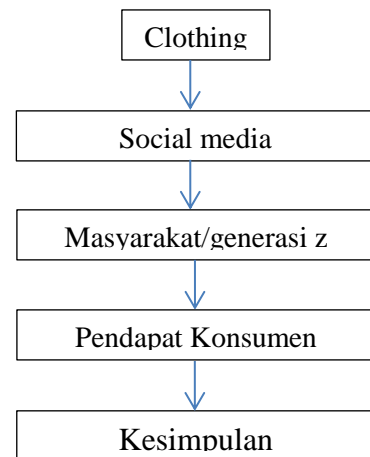 Clothing
Social media
Masyarakat/generasi z
Pendapat Konsumen
Kesimpulan